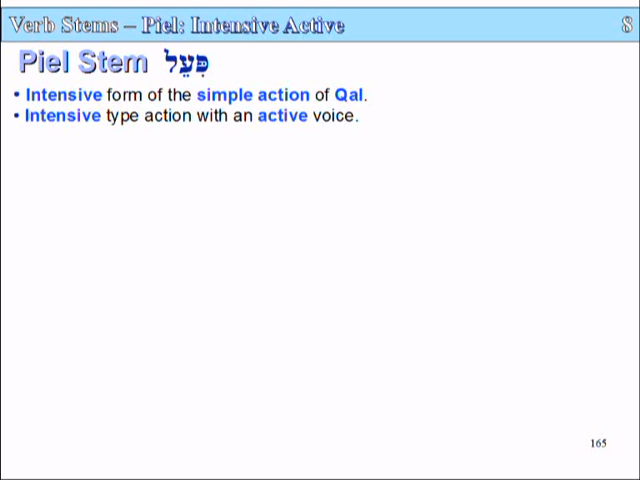 Verb Stems – Piel: Intensive Active 8
Piel Stem פִּעֵל
• Intensive form of the simple action of Qal.
• Intensive type action with an active voice.
165